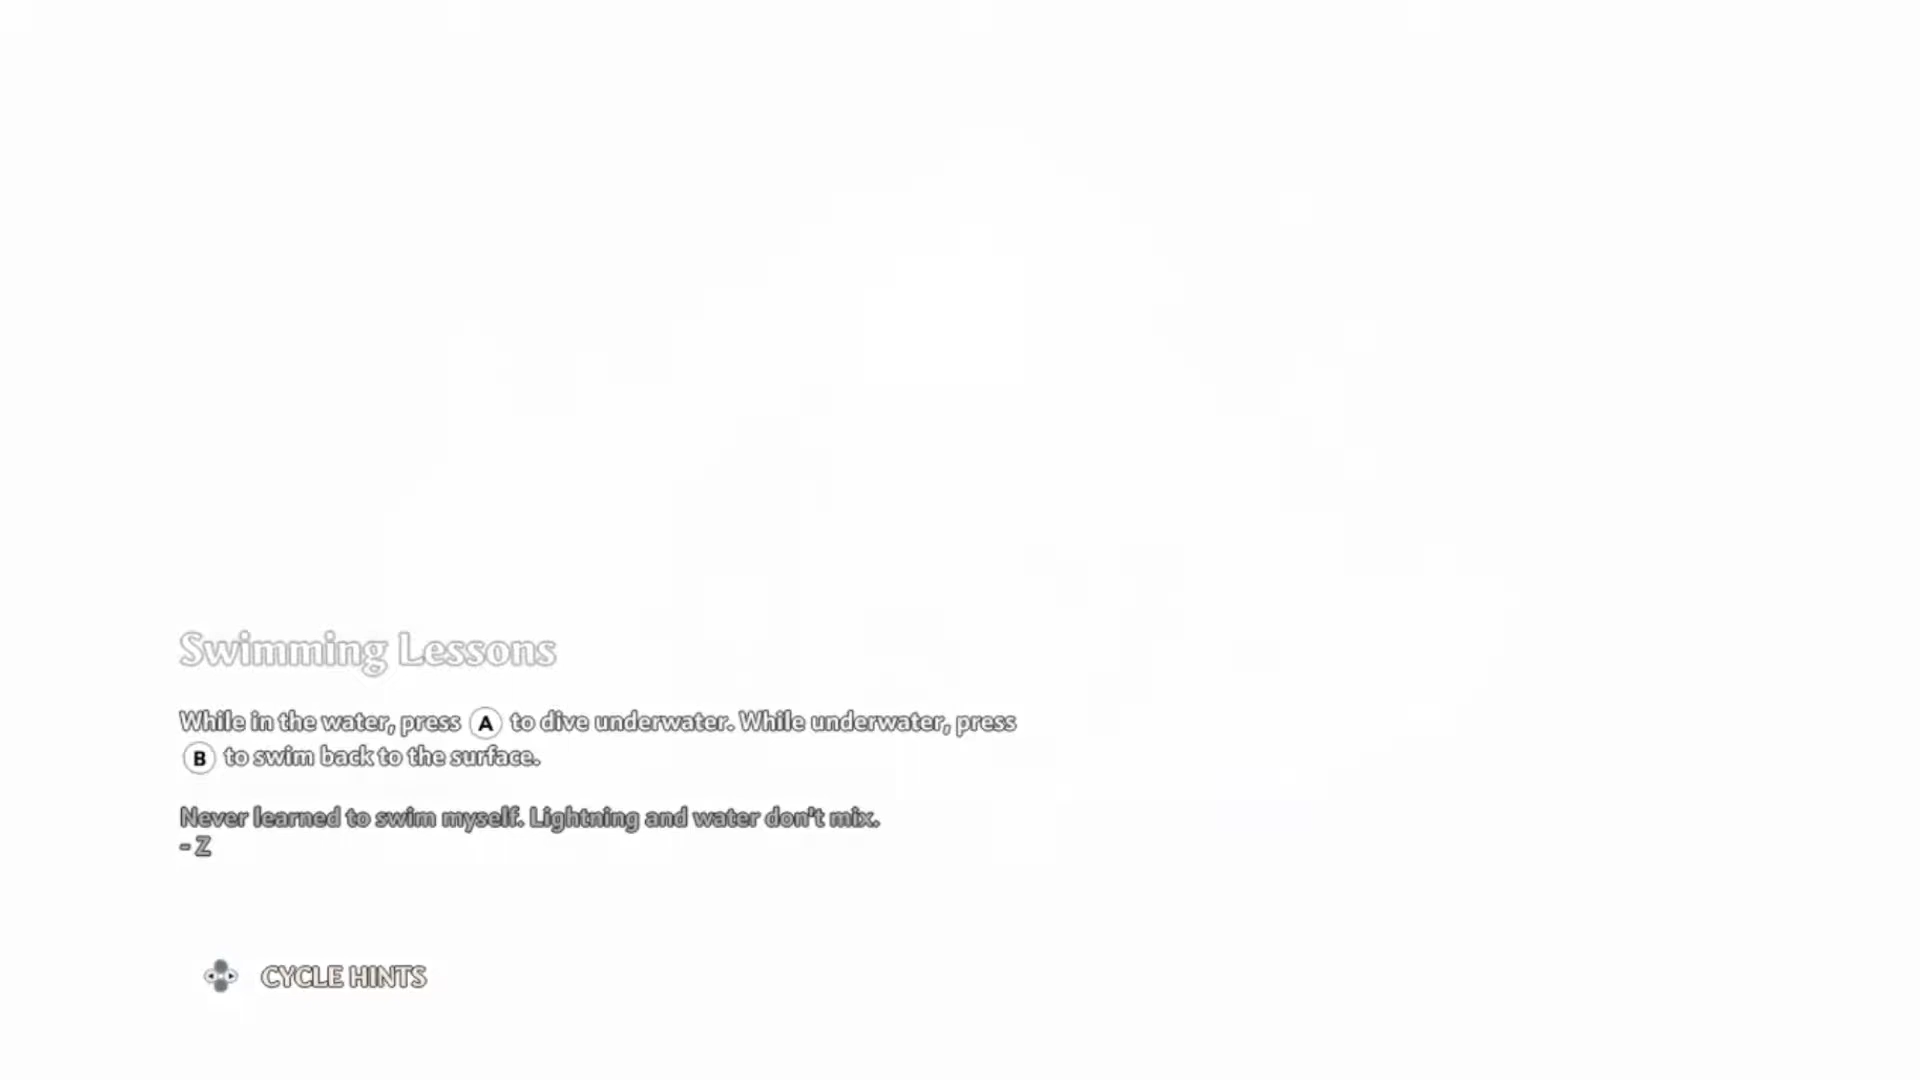 Swimming Lessons
While in the water, press A to dive underwater. While underwater, press
B to swim back to the surface.
Never learned to swim myself. Lightning and water don't mix.
- Z
CYCLE HINTS